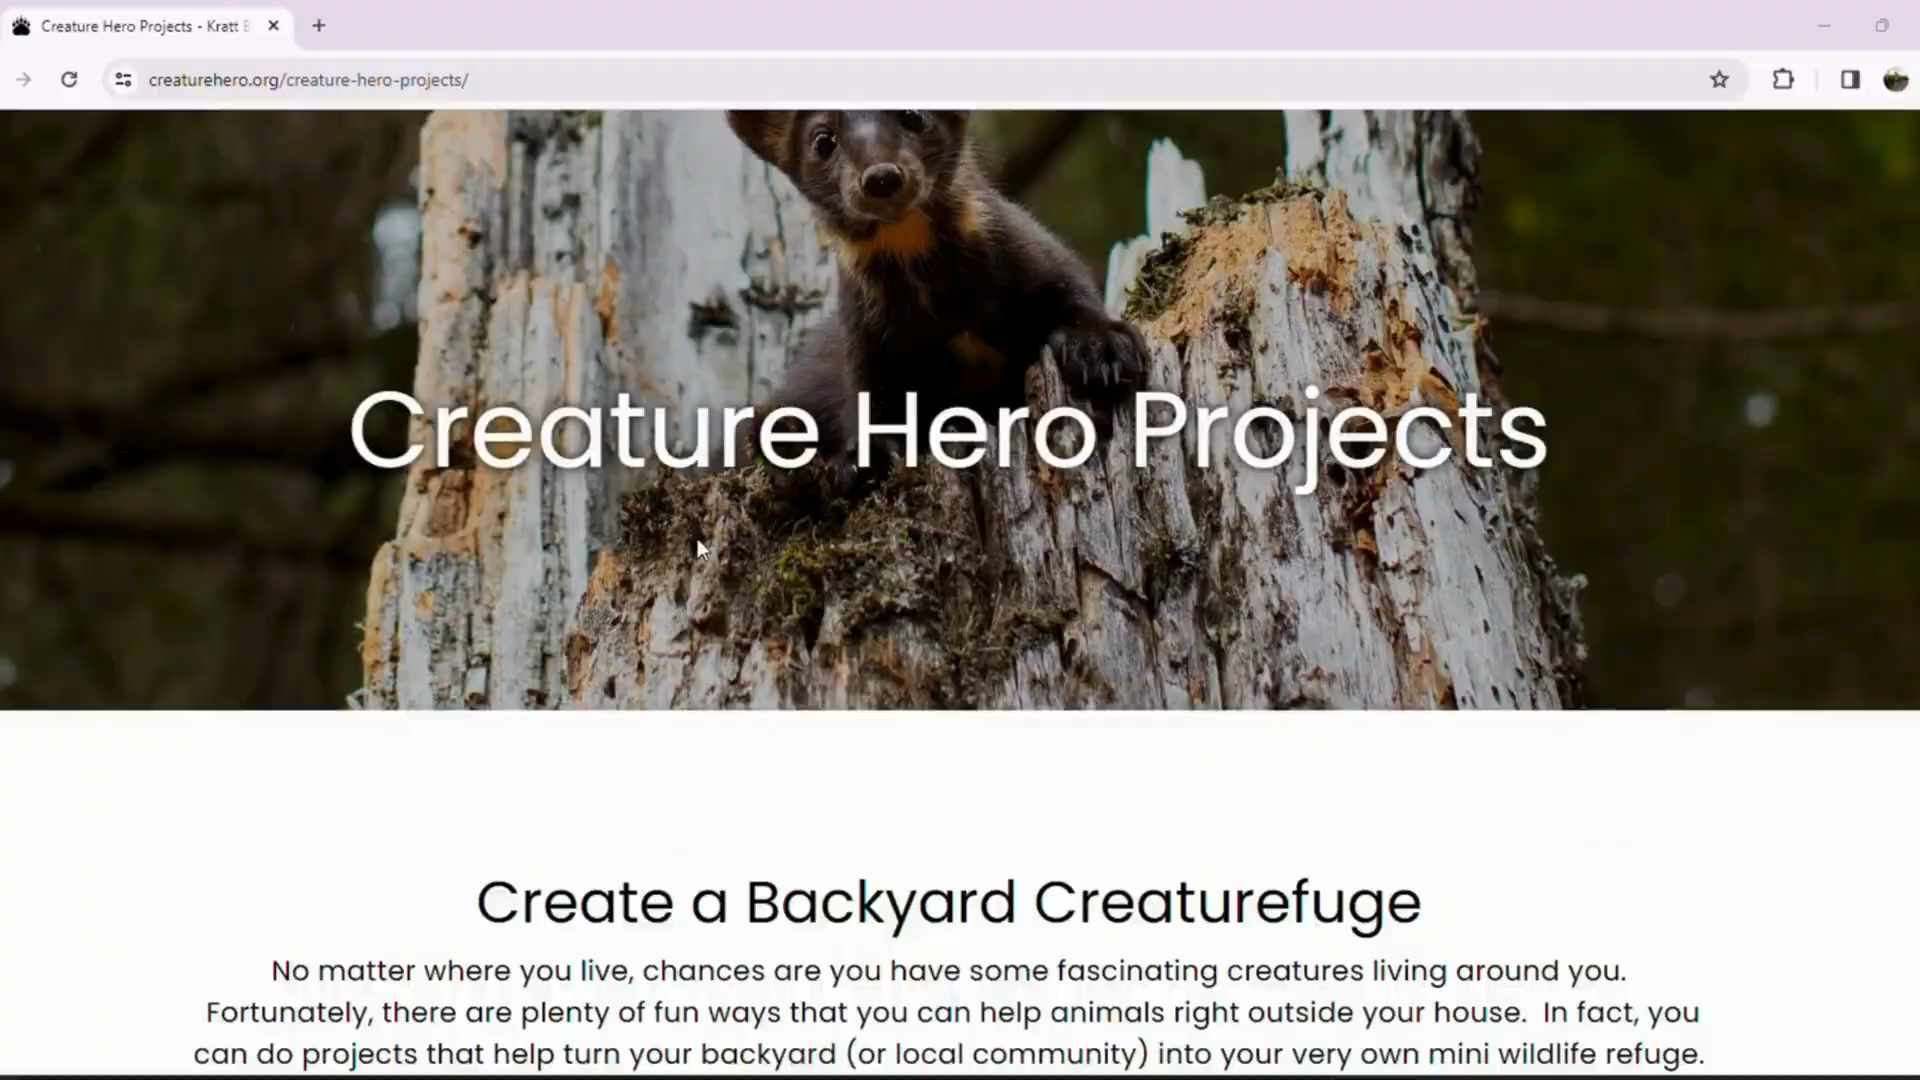 Creature Hero Projects - Kratt
creaturehero.org/creature-hero-projects/
Creature Hero Projects
Create a Backyard Creaturefuge
No matter where you live, chances are you have some fascinating creatures living around you.
Fortunately, there are plenty of fun ways that you can help animals right outside your house. In fact, you
can do projects that help turn your backyard (or local community) into your very own mini wildlife refuge.